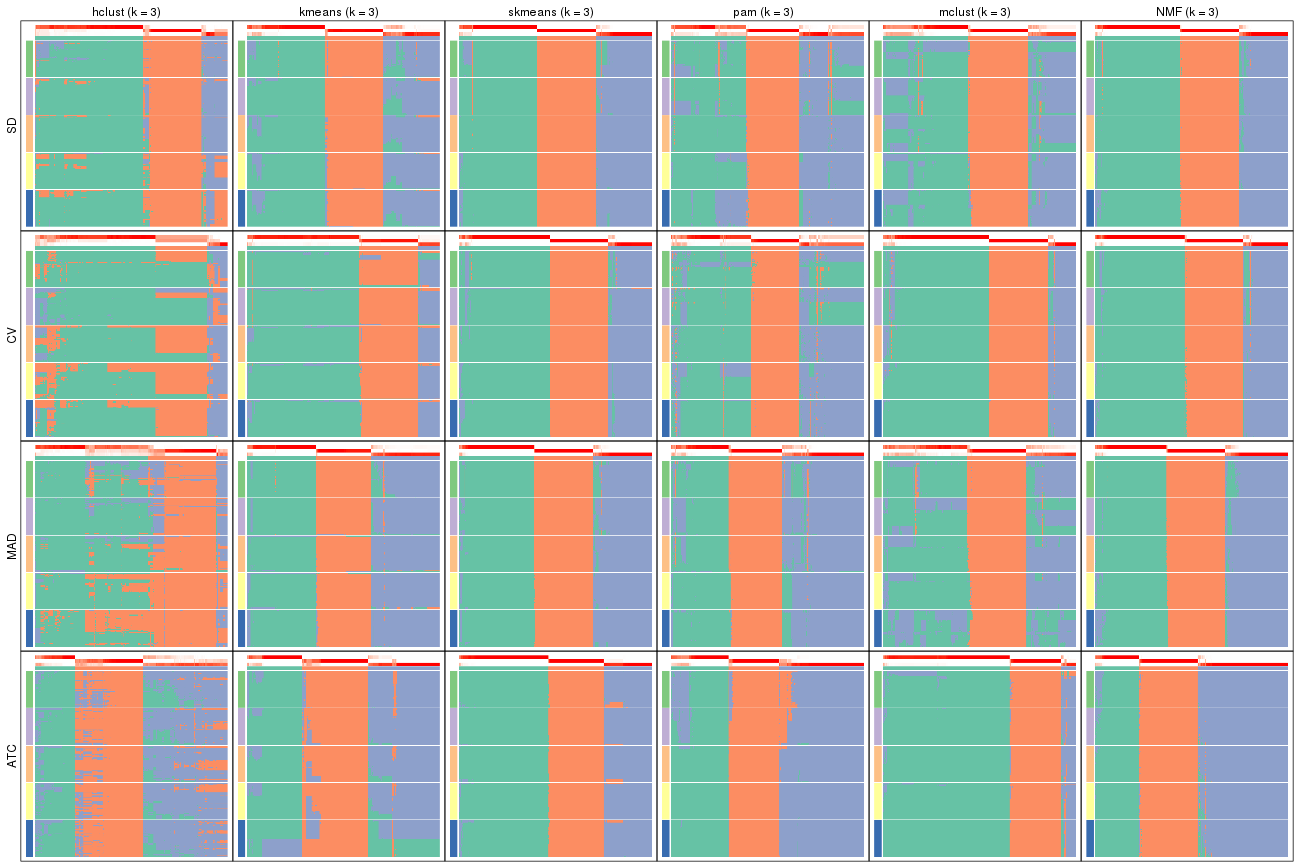 hclust (k = 3)
kmeans (k = 3)
skmeans (k = 3)
pam (k = 3)
mclust (k = 3)
NMF (k = 3)
SD
CV
MAD
ATC